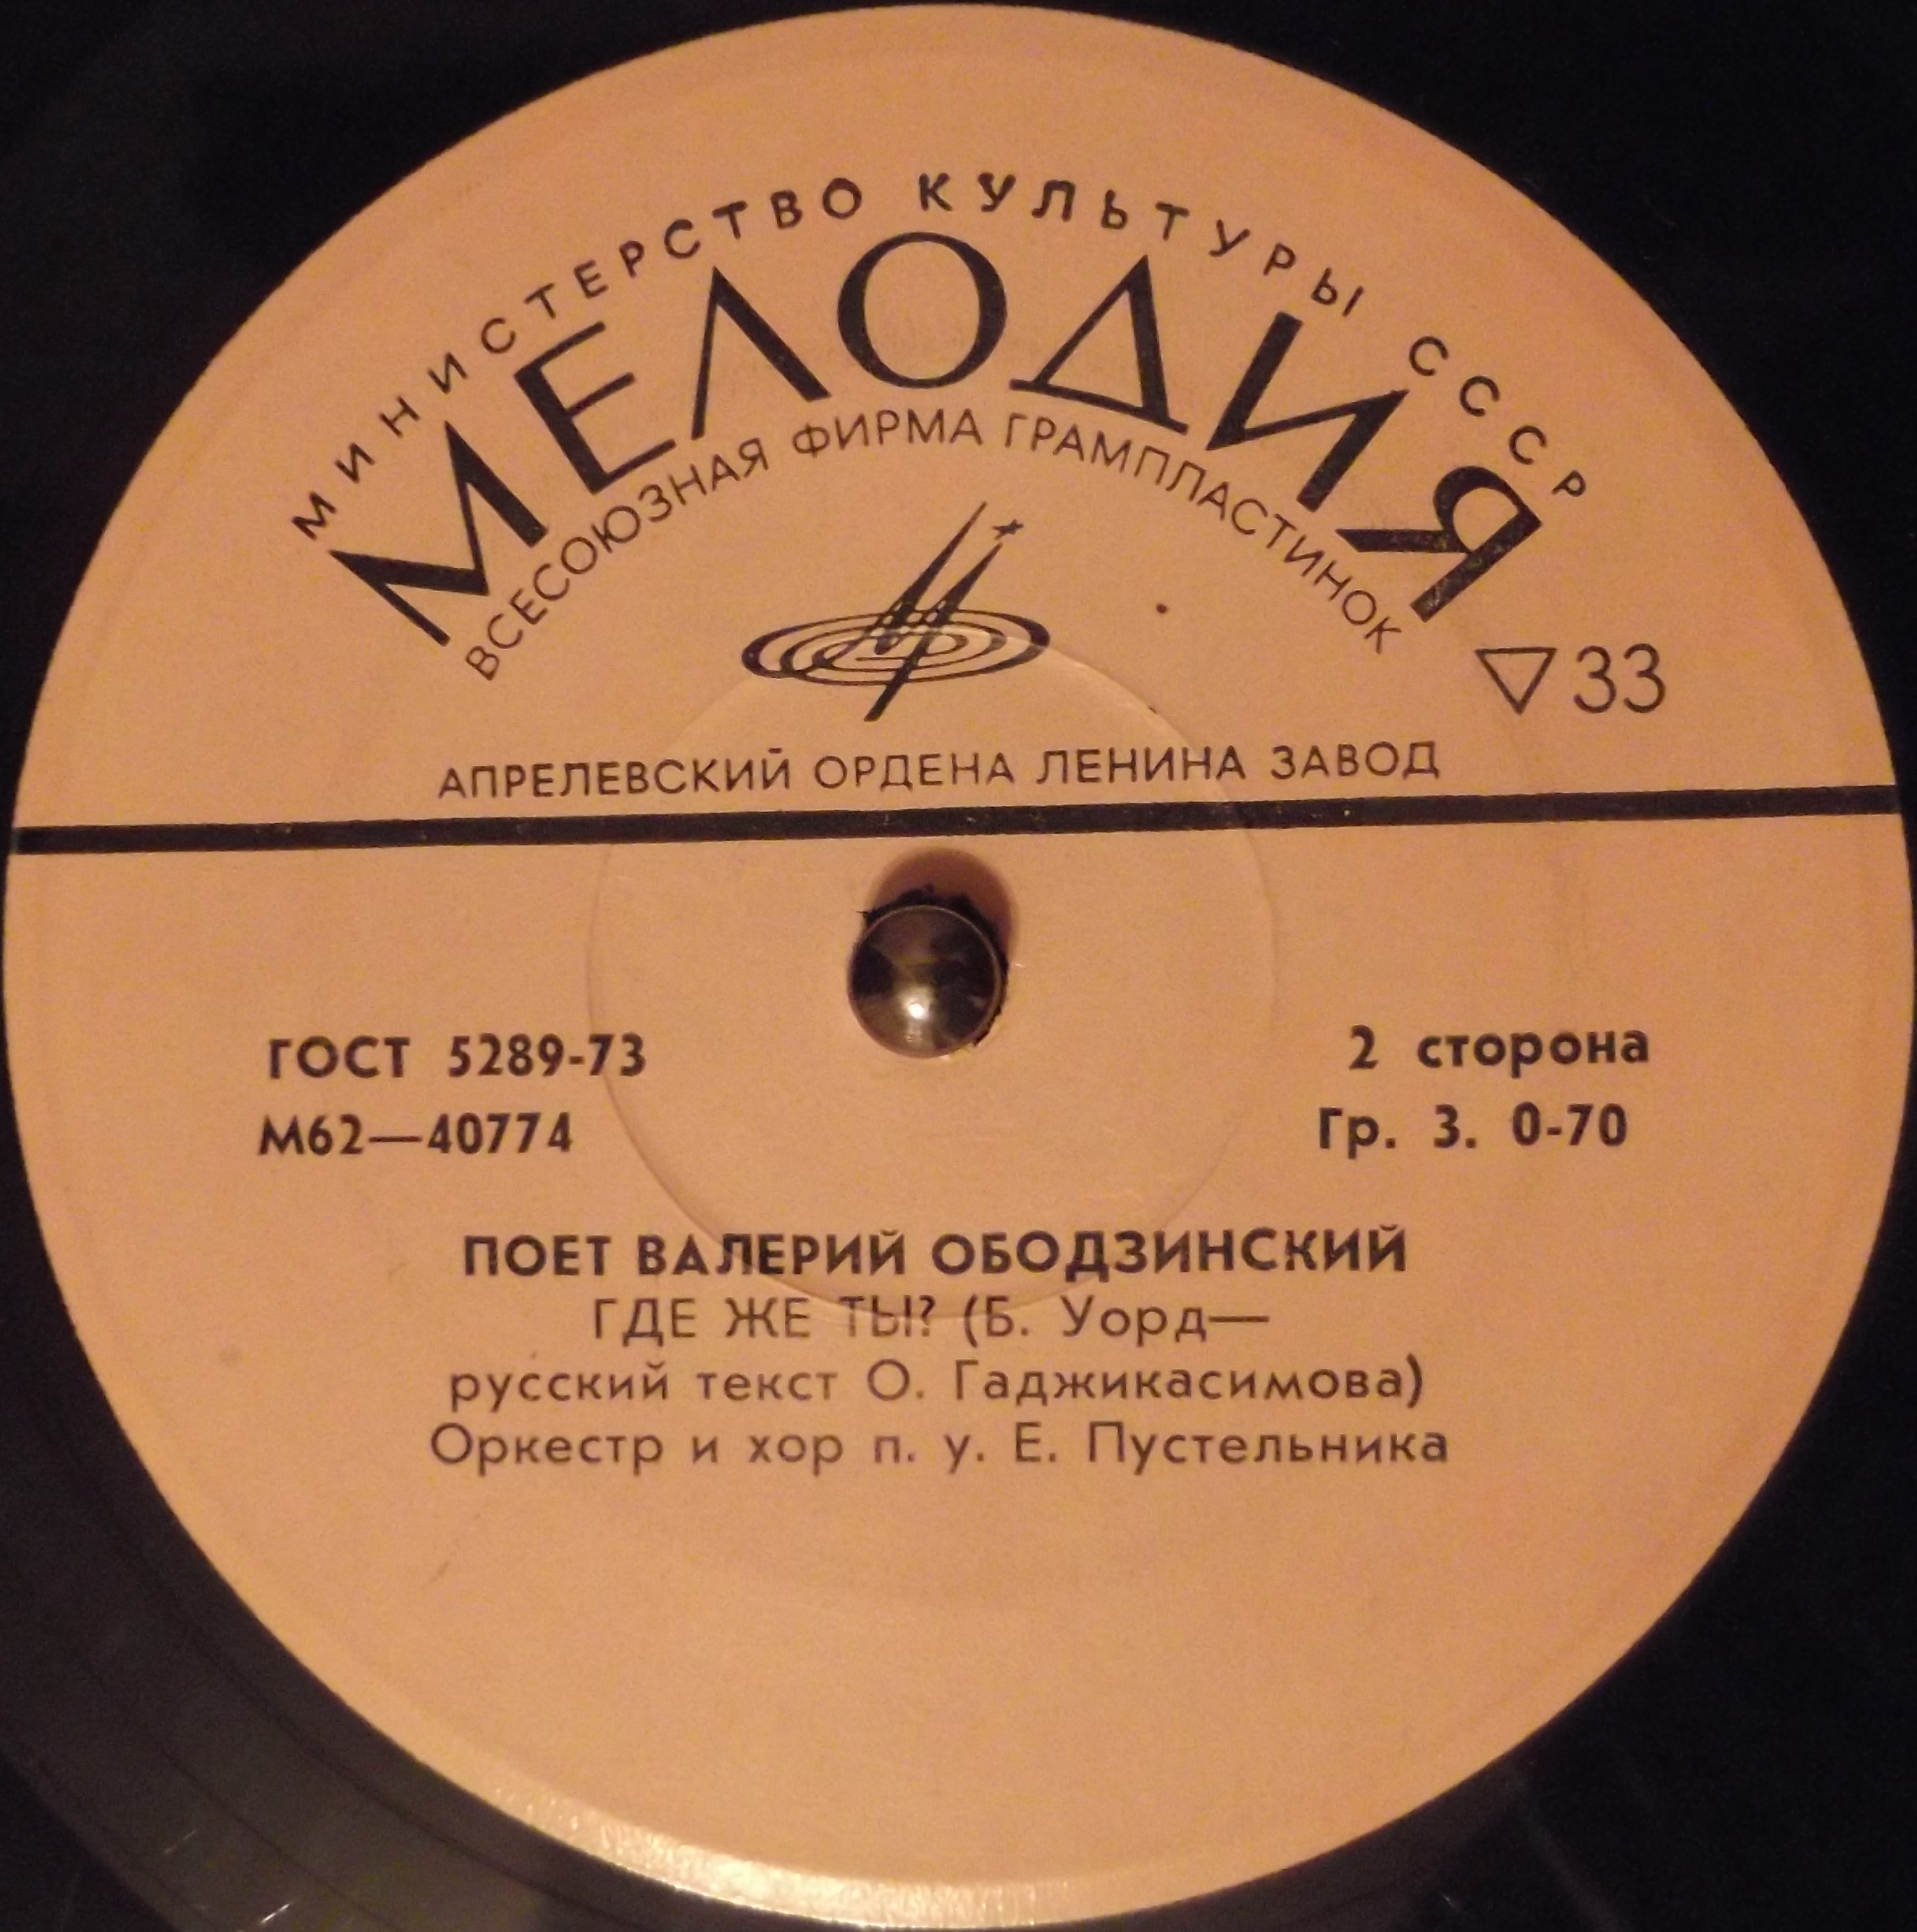 МИНИСТЕРСТВО КУЛЬТУРЫ СССР
МЕЛОДИЯ
ВСЕСОЮЗНАЯ ФИРМА ГРАМПЛАСТИНОК
33
АПРЕЛЕВСКИЙ ОРДЕНА ЛЕНИНА ЗАВОД
ГОСТ 5289-73
2 сторона
М62—40774
Гр. 3. 0-70
ПОЕТ ВАЛЕРИЙ ОБОДЗИНСКИЙ
ГДЕ ЖЕ ТЫ? (Б. Уорд—
русский текст О. Гаджикасимова)
Оркестр и хор п. у. Е. Пустельника